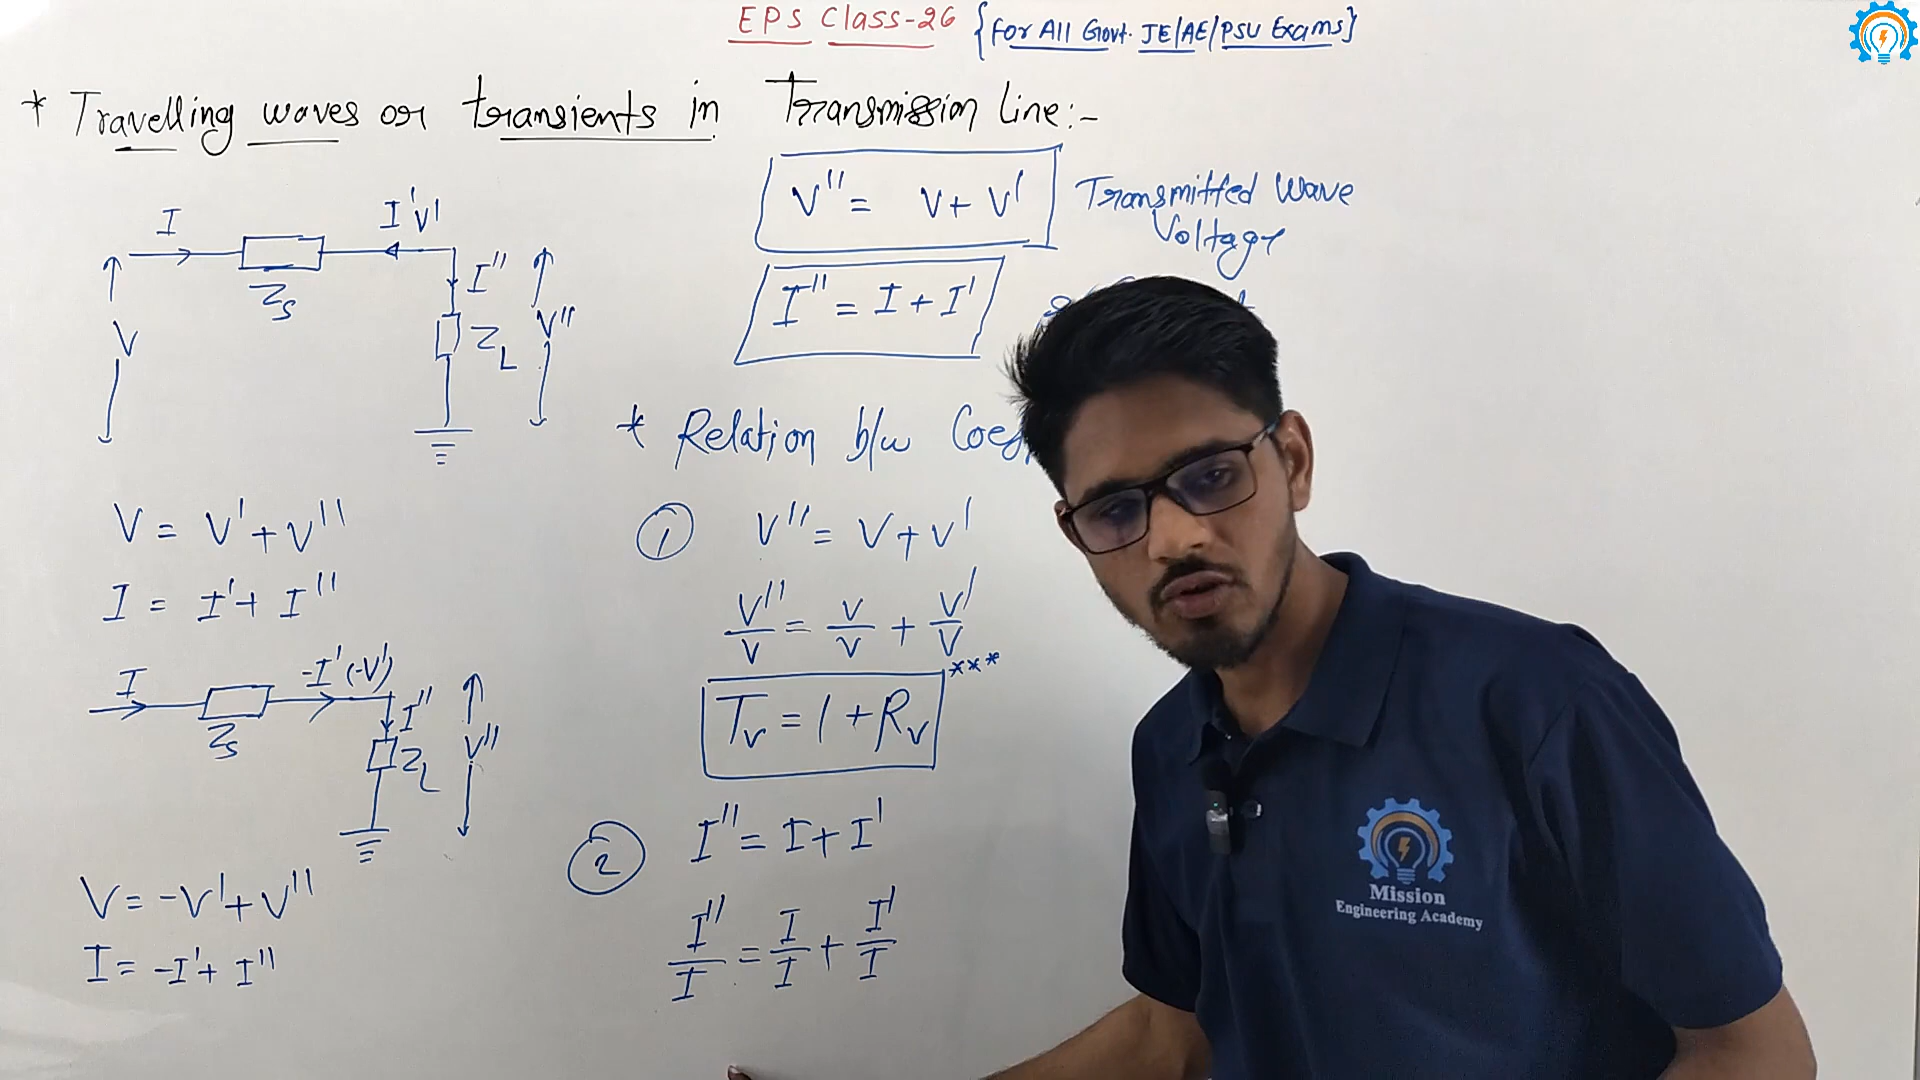 EPS Class-26 {For All Govt. JE/AE/PSU Exams}
* Travelling waves or transients in Transmission Line:-
I
I' V'
Zs
I''
V
ZL
V''
V = V' + V''
I = I' + I''
I
-I' (-V')
Zs
I''
ZL
V''
V = -V' + V''
I = -I' + I''
V'' = V + V'
Transmitted Wave
Voltage
I'' = I + I'
* Relation b/w
1 V'' = V + V'
V''/V = V/V + V'/V
***
Tv = 1 + Rv
2 I'' = I + I'
I''/I = I/I + I'/I
Mission
Engineering Academy